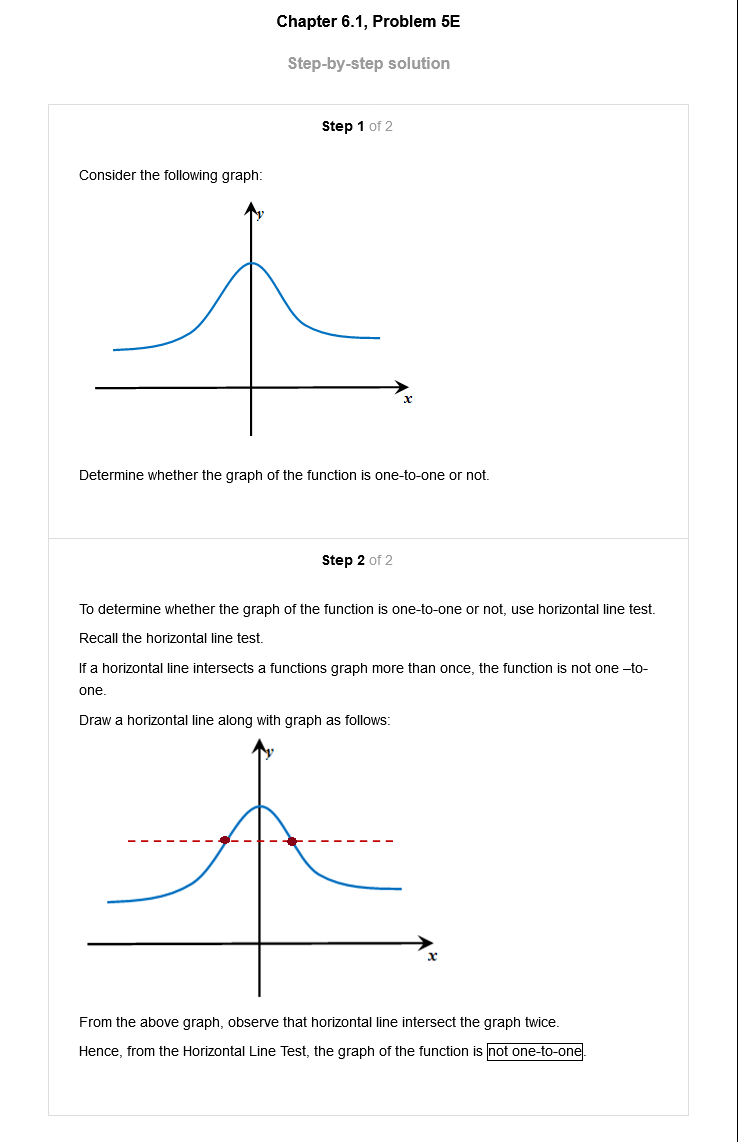 Chapter 6.1, Problem 5E
Step-by-step solution
Step 1 of 2
Consider the following graph:
y
x
Determine whether the graph of the function is one-to-one or not.
Step 2 of 2
To determine whether the graph of the function is one-to-one or not, use horizontal line test.
Recall the horizontal line test.
If a horizontal line intersects a functions graph more than once, the function is not one –to-
one.
Draw a horizontal line along with graph as follows:
y
x
From the above graph, observe that horizontal line intersect the graph twice.
Hence, from the Horizontal Line Test, the graph of the function is not one-to-one.